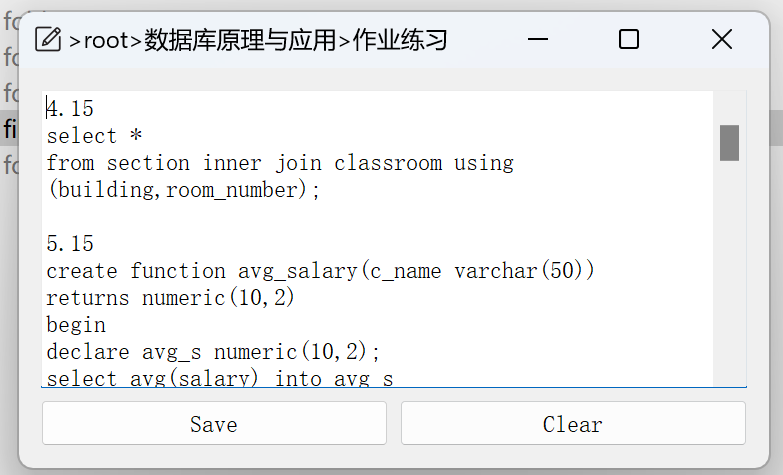 >root>数据库原理与应用>作业练习
4.15
select *
from section inner join classroom using
(building,room_number);
5.15
create function avg_salary(c_name varchar(50))
returns numeric(10,2)
begin
declare avg_s numeric(10,2);
select avg(salary) into avg_s
Save
Clear